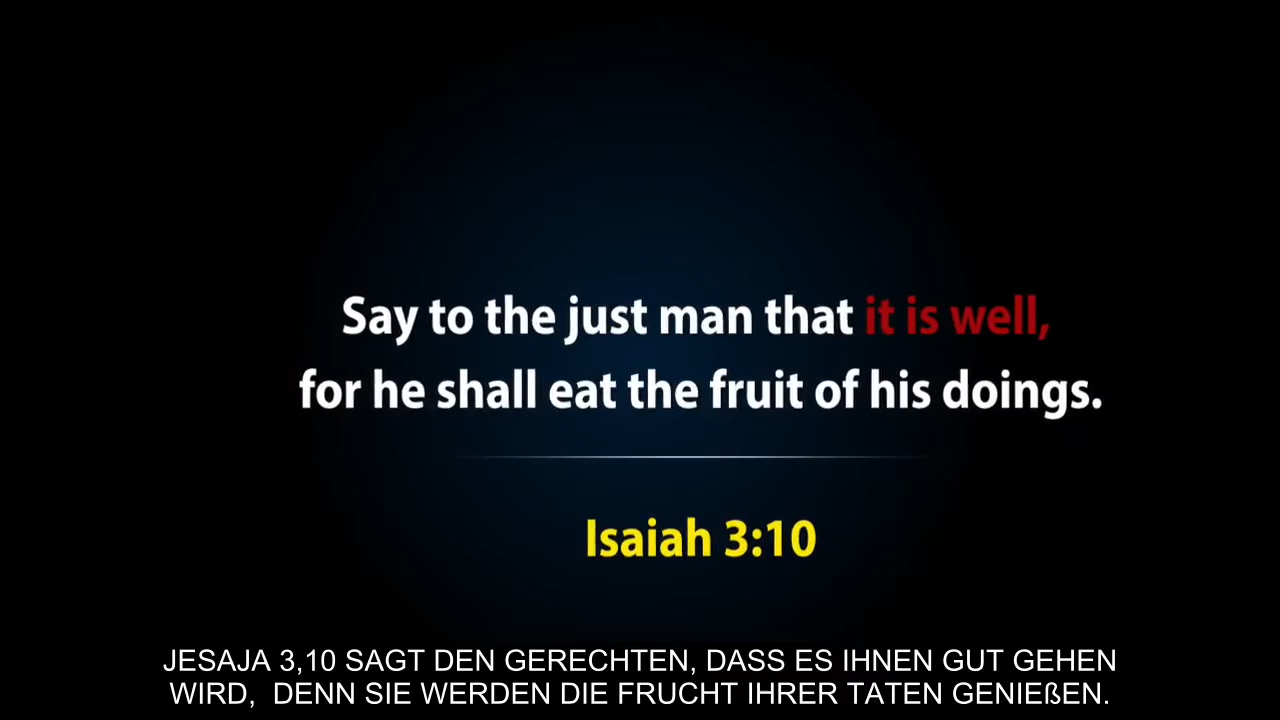 Say to the just man that it is well,
for he shall eat the fruit of his doings.
Isaiah 3:10
JESAJA 3,10 SAGT DEN GERECHTEN, DASS ES IHNEN GUT GEHEN
WIRD,  DENN SIE WERDEN DIE FRUCHT IHRER TATEN GENIEßEN.